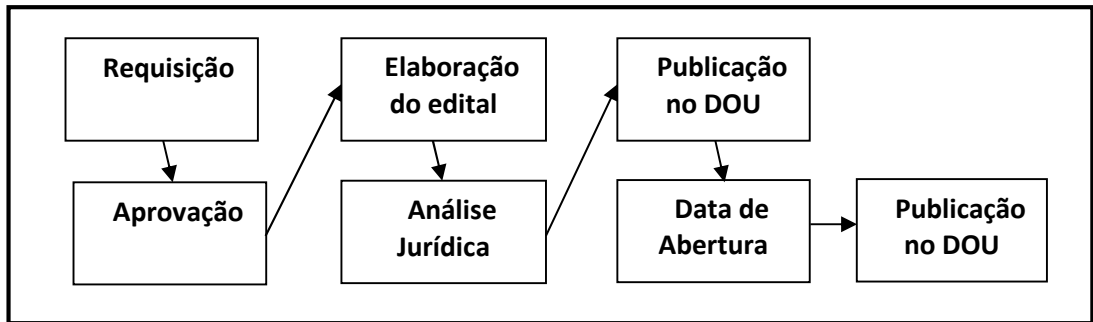 Requisição
Aprovação
Elaboração
do edital
Análise
Jurídica
Publicação
no DOU
Data de
Abertura
Publicação
no DOU